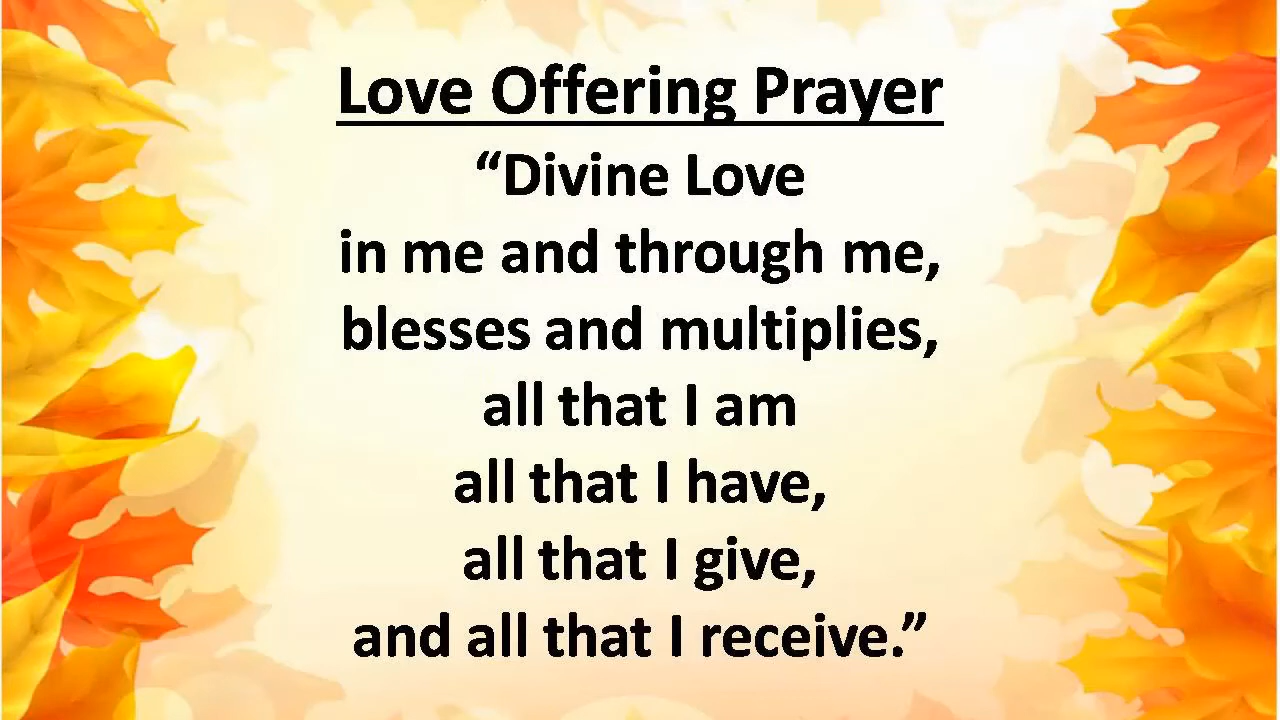 Love Offering Prayer
“Divine Love
in me and through me,
blesses and multiplies,
all that I am
all that I have,
all that I give,
and all that I receive.”